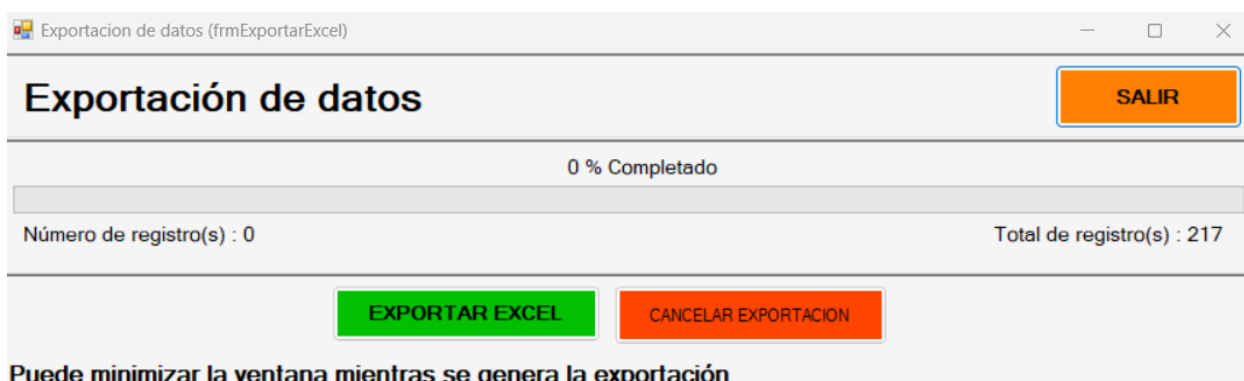 Exportacion de datos (frmExportarExcel)
Exportación de datos
SALIR
0 % Completado
Número de registro(s) : 0
Total de registro(s) : 217
EXPORTAR EXCEL
CANCELAR EXPORTACION
Puede minimizar la ventana mientras se genera la exportación